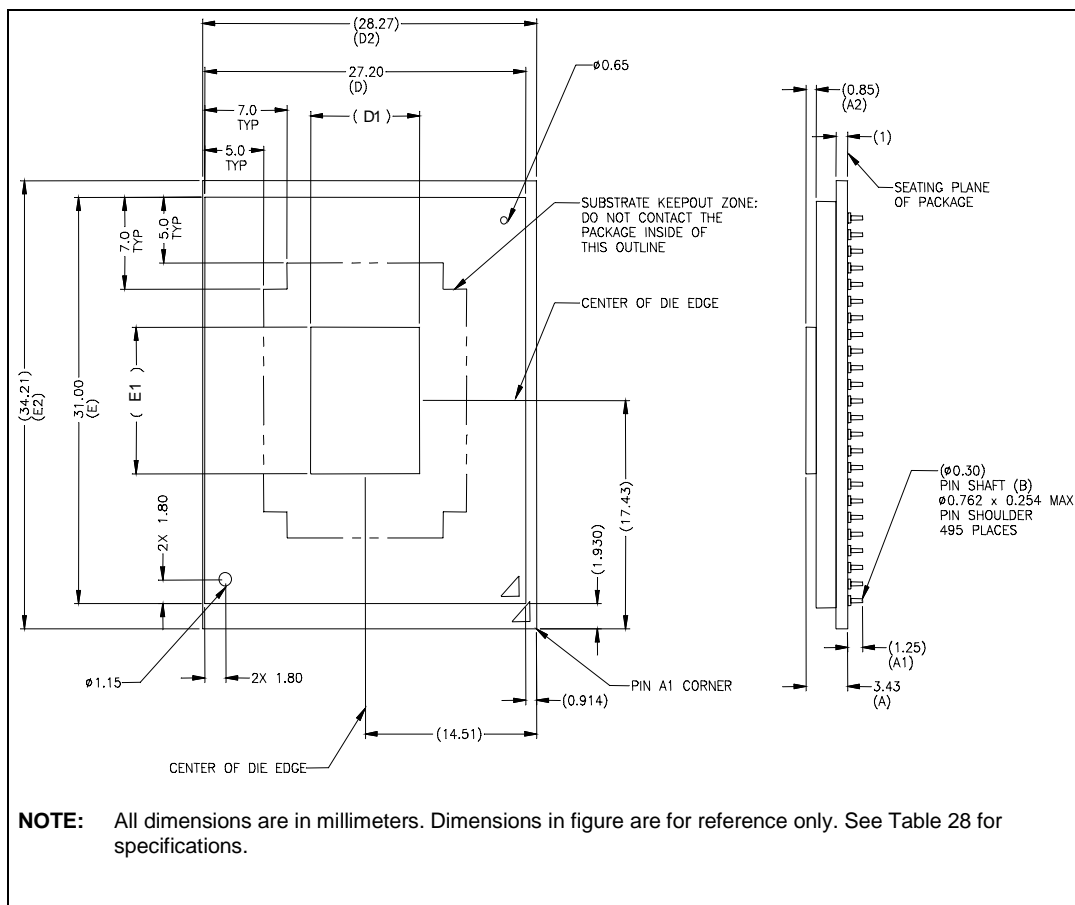 (28.27)
(D2)
27.20
(D)
ø0.65
(0.85)
(A2)
7.0
TYP
( D1 )
(1)
5.0
TYP
SEATING PLANE
OF PACKAGE
SUBSTRATE KEEPOUT ZONE:
DO NOT CONTACT THE
PACKAGE INSIDE OF
THIS OUTLINE
5.0
TYP
7.0
TYP
CENTER OF DIE EDGE
(34.21)
(E2)
31.00
(E)
( E1 )
(17.43)
(ø0.30)
PIN SHAFT (B)
ø0.762 x 0.254 MAX
PIN SHOULDER
495 PLACES
2X 1.80
(1.930)
(1.25)
(A1)
ø1.15
2X 1.80
PIN A1 CORNER
3.43
(A)
(0.914)
(14.51)
CENTER OF DIE EDGE
NOTE: All dimensions are in millimeters. Dimensions in figure are for reference only. See Table 28 for
specifications.